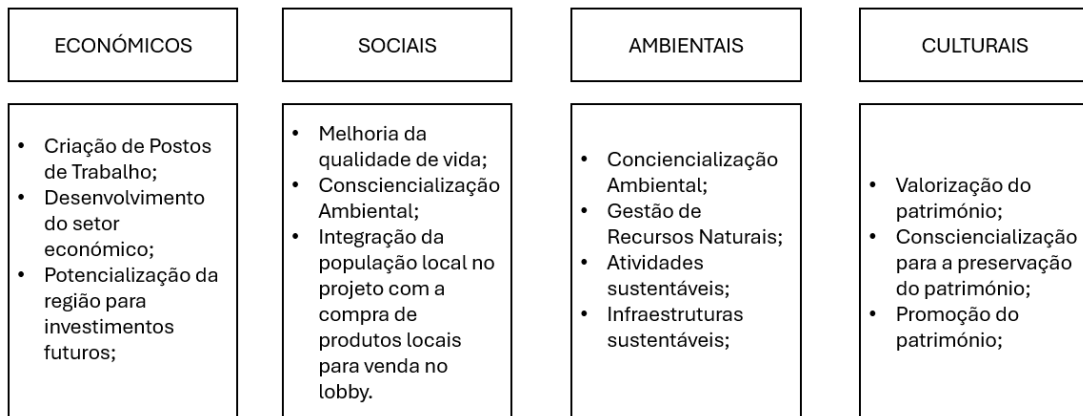 ECONÓMICOS
SOCIAIS
AMBIENTAIS
CULTURAIS
• Criação de Postos
de Trabalho;
• Desenvolvimento
do setor
económico;
• Potencialização da
região para
investimentos
futuros;
• Melhoria da
qualidade de vida;
• Consciencialização
Ambiental;
• Integração da
população local no
projeto com a
compra de
produtos locais
para venda no
lobby.
• Conciencialização
Ambiental;
• Gestão de
Recursos Naturais;
• Atividades
sustentáveis;
• Infraestruturas
sustentáveis;
• Valorização do
património;
• Consciencialização
para a preservação
do património;
• Promoção do
património;